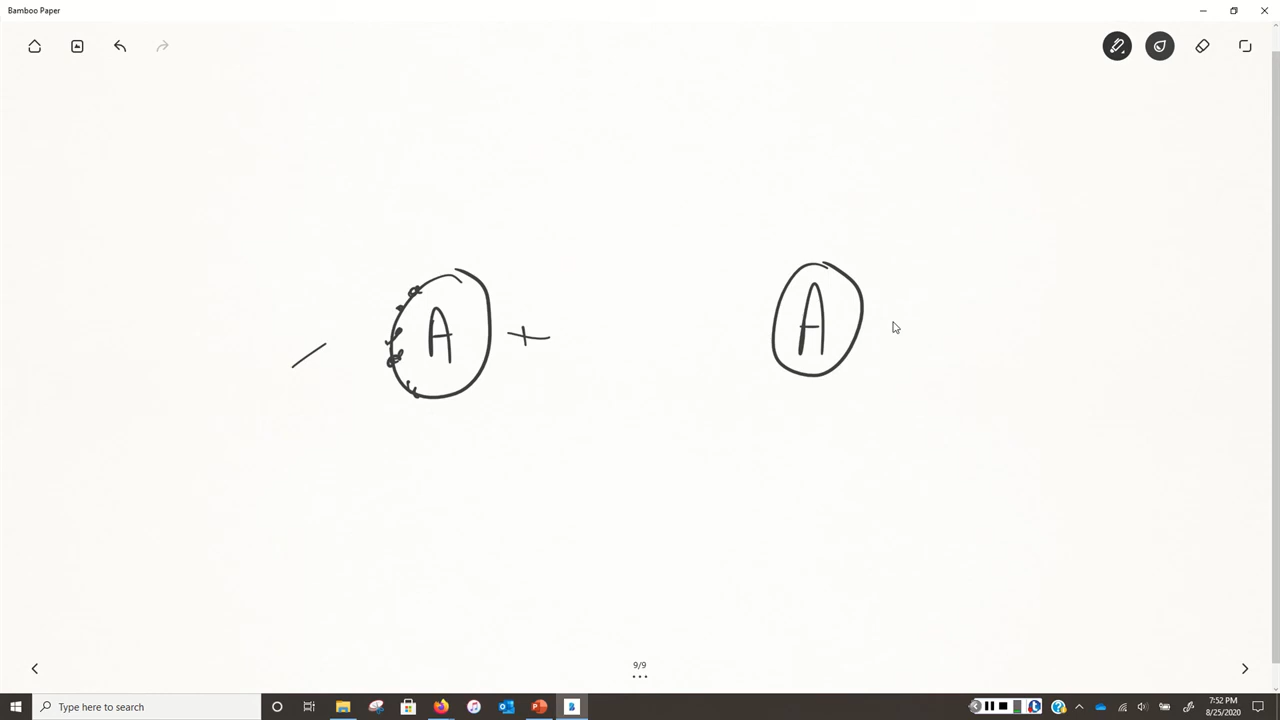 Bamboo Paper
− A + A
9/9
Type here to search
7:52 PM
8/25/2020